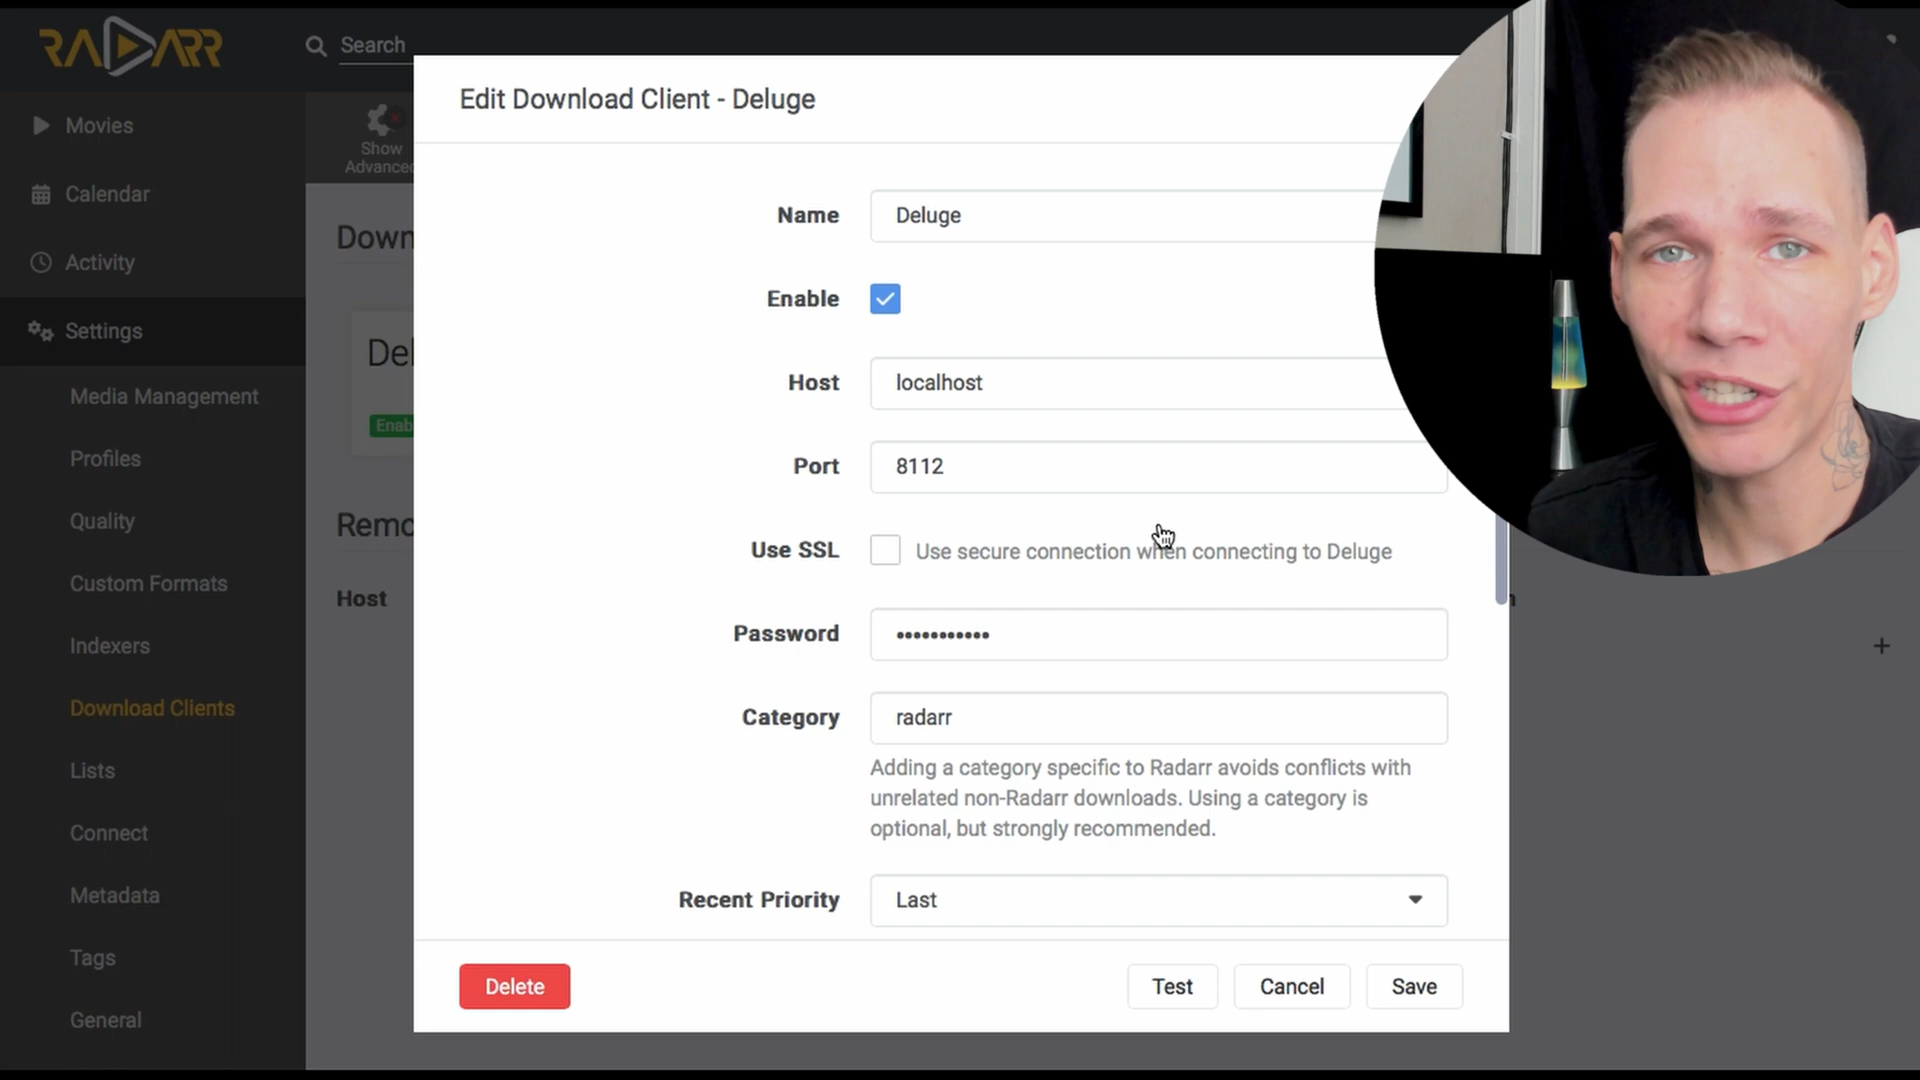 RADARR
Search
Movies
Calendar
Activity
Settings
Media Management
Profiles
Quality
Custom Formats
Indexers
Download Clients
Lists
Connect
Metadata
Tags
General
Show
Advanced
Down
Del
Enab
Remo
Host
Edit Download Client - Deluge
Name
Deluge
Enable
Host
localhost
Port
8112
Use SSL
Use secure connection when connecting to Deluge
Password
•••••••••••
Category
radarr
Adding a category specific to Radarr avoids conflicts with
unrelated non-Radarr downloads. Using a category is
optional, but strongly recommended.
Recent Priority
Last
Delete
Test
Cancel
Save